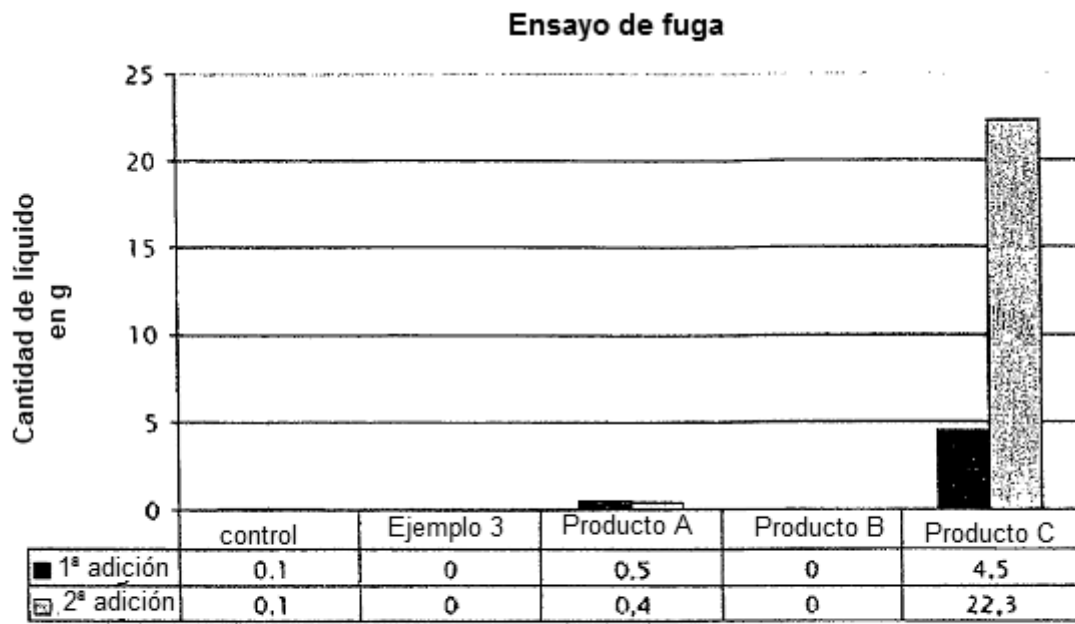 Ensayo de fuga
Cantidad de líquido
en g
25
20
15
10
5
0
control Ejemplo 3 Producto A Producto B Producto C
1ª adición 0.1 0 0,5 0 4.5
2ª adición 0.1 0 0,4 0 22,3